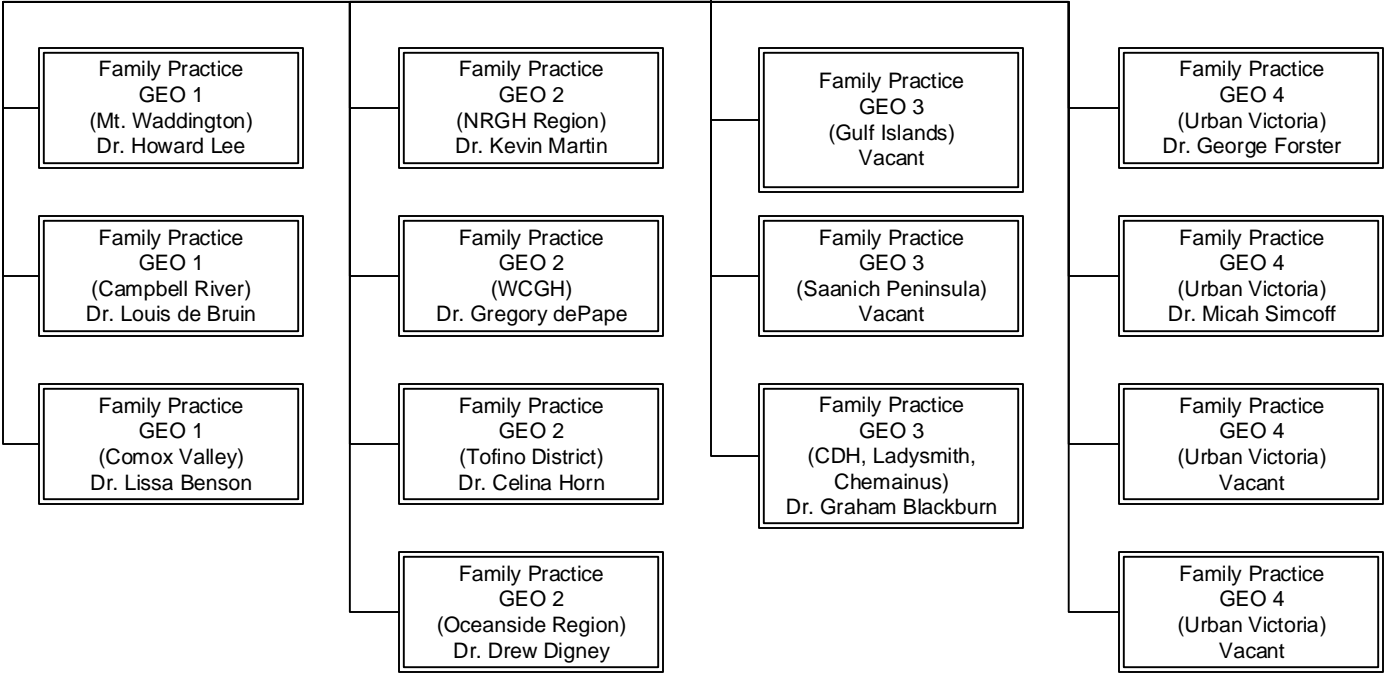 Family Practice
GEO 1
(Mt. Waddington)
Dr. Howard Lee
Family Practice
GEO 1
(Campbell River)
Dr. Louis de Bruin
Family Practice
GEO 1
(Comox Valley)
Dr. Lissa Benson
Family Practice
GEO 2
(NRGH Region)
Dr. Kevin Martin
Family Practice
GEO 2
(WCGH)
Dr. Gregory dePape
Family Practice
GEO 2
(Tofino District)
Dr. Celina Horn
Family Practice
GEO 2
(Oceanside Region)
Dr. Drew Digney
Family Practice
GEO 3
(Gulf Islands)
Vacant
Family Practice
GEO 3
(Saanich Peninsula)
Vacant
Family Practice
GEO 3
(CDH, Ladysmith,
Chemainus)
Dr. Graham Blackburn
Family Practice
GEO 4
(Urban Victoria)
Dr. George Forster
Family Practice
GEO 4
(Urban Victoria)
Dr. Micah Simcoff
Family Practice
GEO 4
(Urban Victoria)
Vacant
Family Practice
GEO 4
(Urban Victoria)
Vacant